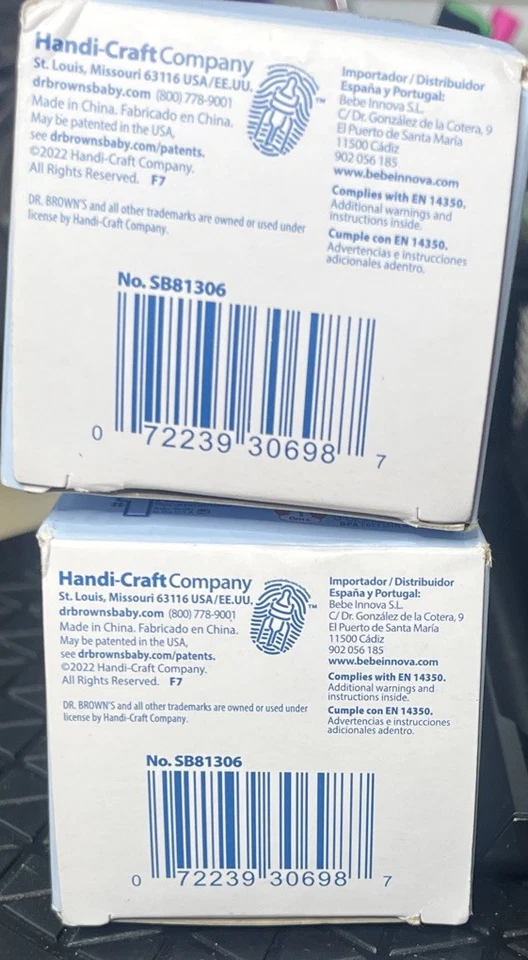 Handi-Craft Company
St. Louis, Missouri 63116 USA/EE.UU.
drbrownsbaby.com (800) 778-9001
Made in China. Fabricado en China.
May be patented in the USA,
see drbrownsbaby.com/patents.
©2022 Handi-Craft Company.
All Rights Reserved. F7
DR. BROWN'S and all other trademarks are owned or used under
license by Handi-Craft Company.
TM
Importador / Distribuidor
España y Portugal:
Bebe Innova S.L.
C/ Dr. González de la Cotera, 9
El Puerto de Santa María
11500 Cádiz
902 056 185
www.bebeinnova.com
Complies with EN 14350.
Additional warnings and
instructions inside.
Cumple con EN 14350.
Advertencias e instrucciones
adicionales adentro.
No. SB81306
0 72239 30698 7
Handi-Craft Company
St. Louis, Missouri 63116 USA/EE.UU.
drbrownsbaby.com (800) 778-9001
Made in China. Fabricado en China.
May be patented in the USA,
see drbrownsbaby.com/patents.
©2022 Handi-Craft Company.
All Rights Reserved. F7
DR. BROWN'S and all other trademarks are owned or used under
license by Handi-Craft Company.
TM
Importador / Distribuidor
España y Portugal:
Bebe Innova S.L.
C/ Dr. González de la Cotera, 9
El Puerto de Santa María
11500 Cádiz
902 056 185
www.bebeinnova.com
Complies with EN 14350.
Additional warnings and
instructions inside.
Cumple con EN 14350.
Advertencias e instrucciones
adicionales adentro.
No. SB81306
0 72239 30698 7